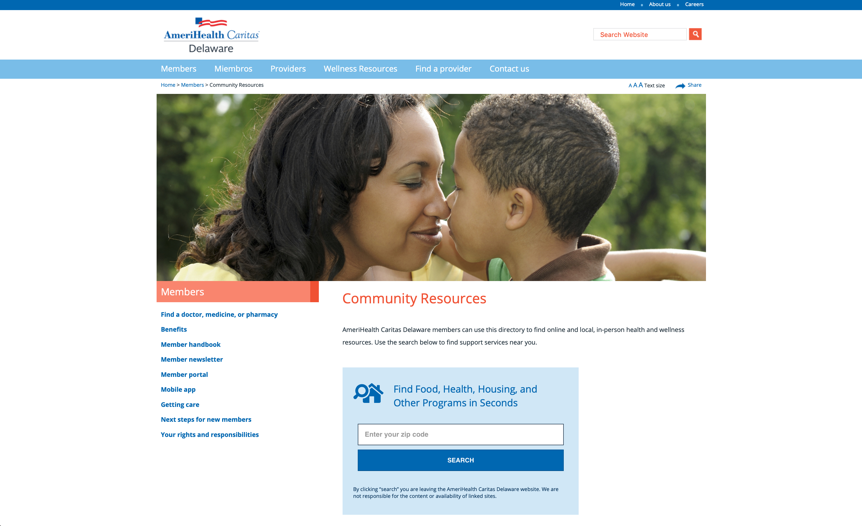 Home About us Careers
AmeriHealth Caritas
Delaware
Search Website
Members Miembros Providers Wellness Resources Find a provider Contact us
Home > Members > Community Resources
A A A Text size Share
Members
Find a doctor, medicine, or pharmacy
Benefits
Member handbook
Member newsletter
Member portal
Mobile app
Getting care
Next steps for new members
Your rights and responsibilities
Community Resources
AmeriHealth Caritas Delaware members can use this directory to find online and local, in-person health and wellness
resources. Use the search below to find support services near you.
Find Food, Health, Housing, and
Other Programs in Seconds
Enter your zip code
SEARCH
By clicking "search" you are leaving the AmeriHealth Caritas Delaware website. We are
not responsible for the content or availability of linked sites.